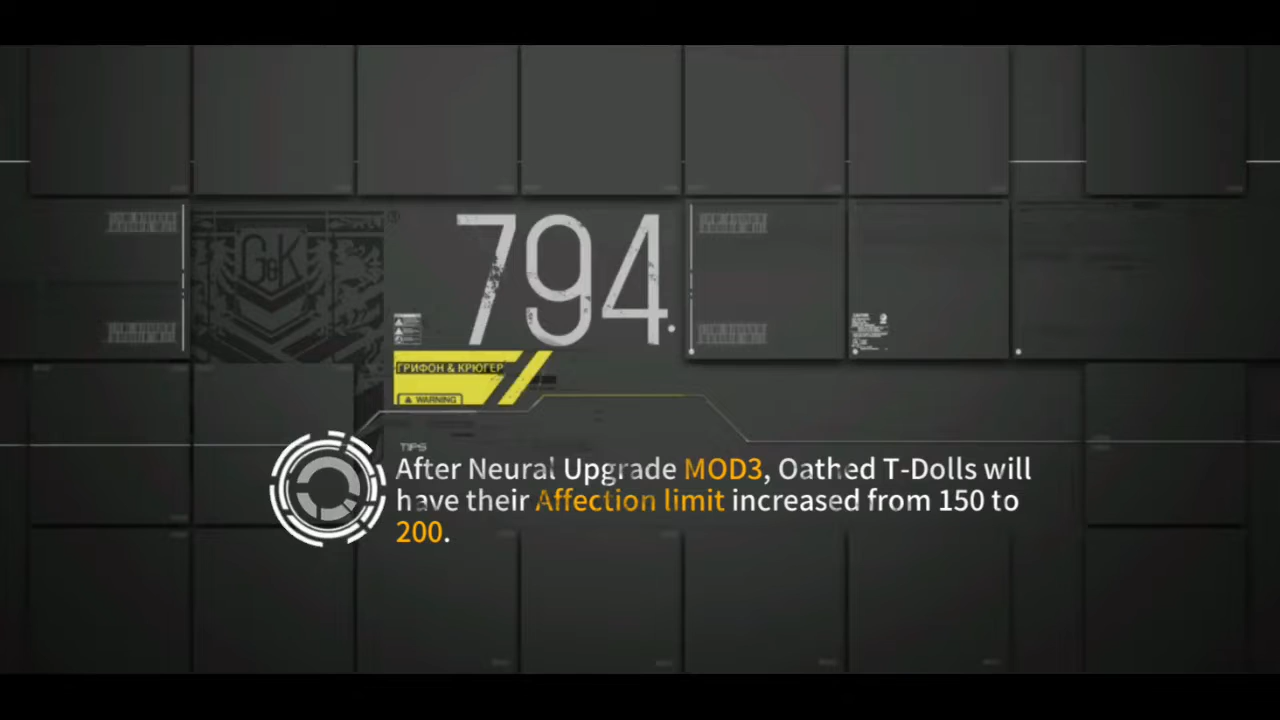 G&K
794.
ГРИФОН & КРЮГЕР
WARNING
TIPS
After Neural Upgrade MOD3, Oathed T-Dolls will
have their Affection limit increased from 150 to
200.